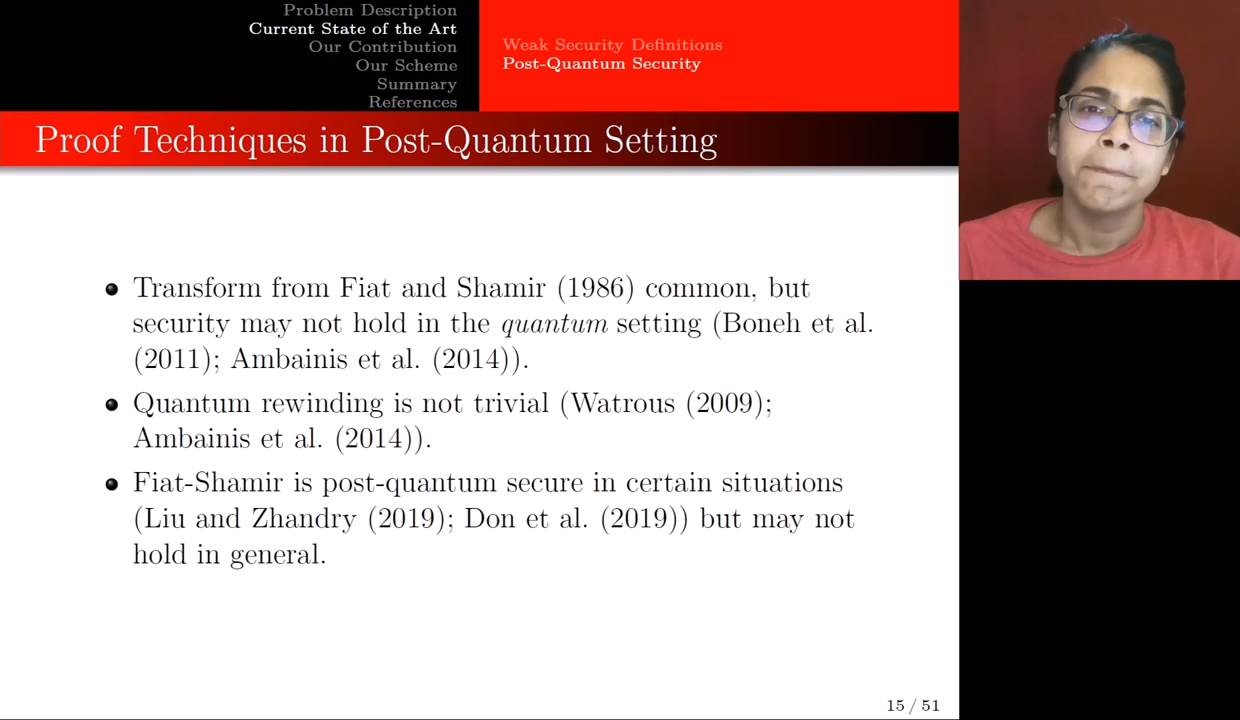 Problem Description
Current State of the Art
Our Contribution
Our Scheme
Summary
References
Weak Security Definitions
Post-Quantum Security
Proof Techniques in Post-Quantum Setting
Transform from Fiat and Shamir (1986) common, but
security may not hold in the quantum setting (Boneh et al.
(2011); Ambainis et al. (2014)).
Quantum rewinding is not trivial (Watrous (2009);
Ambainis et al. (2014)).
Fiat-Shamir is post-quantum secure in certain situations
(Liu and Zhandry (2019); Don et al. (2019)) but may not
hold in general.
15 / 51